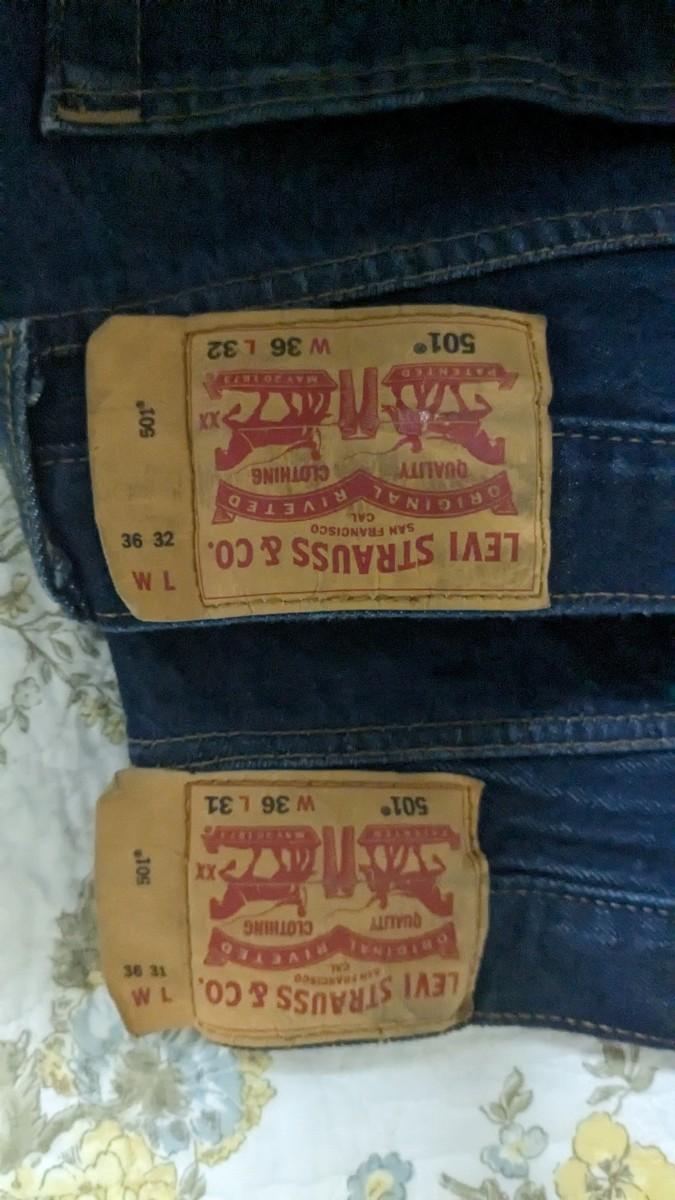 LEVI STRAUSS & CO.
SAN FRANCISCO
CAL
ORIGINAL RIVETED
QUALITY CLOTHING
XX
PATENTED MAY 20 1873
501® W 36 L 32
501®
36 32
W L
LEVI STRAUSS & CO.
SAN FRANCISCO
CAL
ORIGINAL RIVETED
QUALITY CLOTHING
XX
PATENTED MAY 20 1873
501® W 36 L 31
501®
36 31
W L